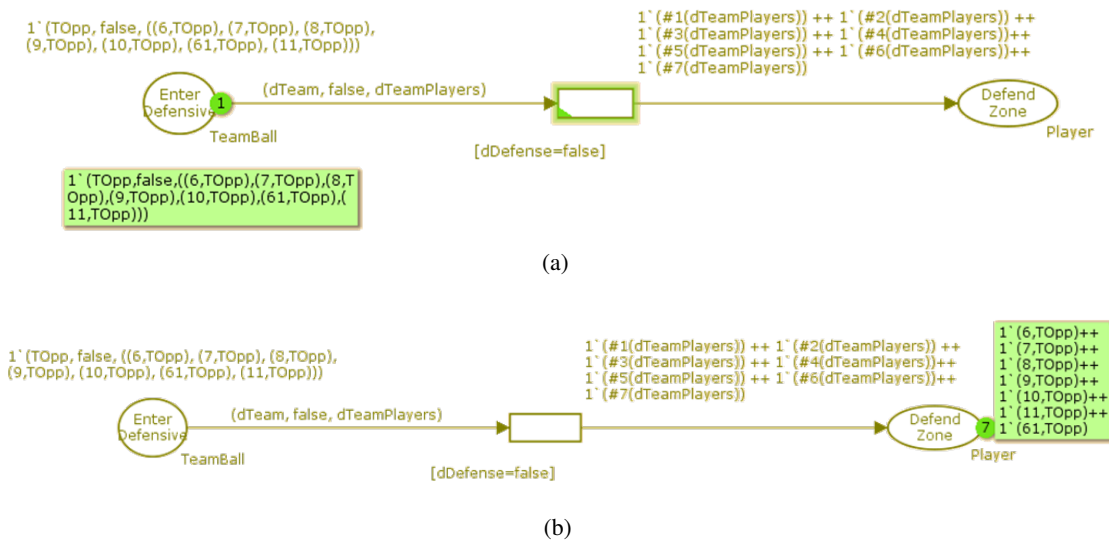 1`(TOpp, false, ((6,TOpp), (7,TOpp), (8,TOpp),
(9,TOpp), (10,TOpp), (61,TOpp), (11,TOpp)))
1`(#1(dTeamPlayers)) ++ 1`(#2(dTeamPlayers)) ++
1`(#3(dTeamPlayers)) ++ 1`(#4(dTeamPlayers))++
1`(#5(dTeamPlayers)) ++ 1`(#6(dTeamPlayers))++
1`(#7(dTeamPlayers))
Enter
Defensive
1
(dTeam, false, dTeamPlayers)
Defend
Zone
TeamBall
Player
[dDefense=false]
1`(TOpp,false,((6,TOpp),(7,TOpp),(8,T
Opp),(9,TOpp),(10,TOpp),(61,TOpp),(
11,TOpp)))
(a)
1`(TOpp, false, ((6,TOpp), (7,TOpp), (8,TOpp),
(9,TOpp), (10,TOpp), (61,TOpp), (11,TOpp)))
1`(#1(dTeamPlayers)) ++ 1`(#2(dTeamPlayers)) ++
1`(#3(dTeamPlayers)) ++ 1`(#4(dTeamPlayers))++
1`(#5(dTeamPlayers)) ++ 1`(#6(dTeamPlayers))++
1`(#7(dTeamPlayers))
1`(6,TOpp)++
1`(7,TOpp)++
1`(8,TOpp)++
1`(9,TOpp)++
1`(10,TOpp)++
1`(11,TOpp)++
1`(61,TOpp)
Enter
Defensive
(dTeam, false, dTeamPlayers)
Defend
Zone
7
TeamBall
Player
[dDefense=false]
(b)